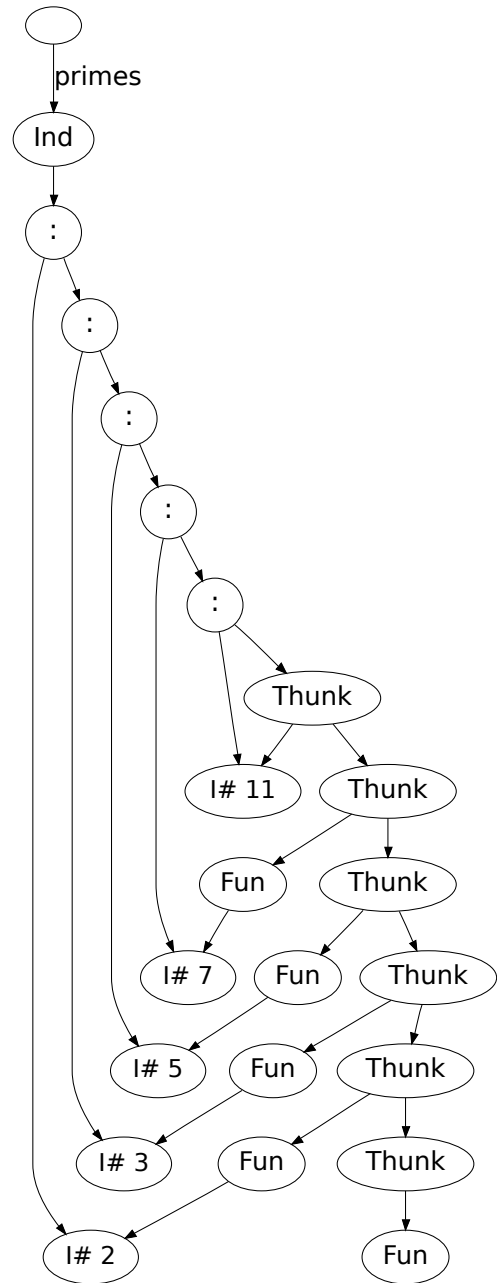 primes
Ind
:
:
:
:
:
Thunk
I# 11 Thunk
Fun Thunk
I# 7 Fun Thunk
I# 5 Fun Thunk
I# 3 Fun Thunk
I# 2 Fun